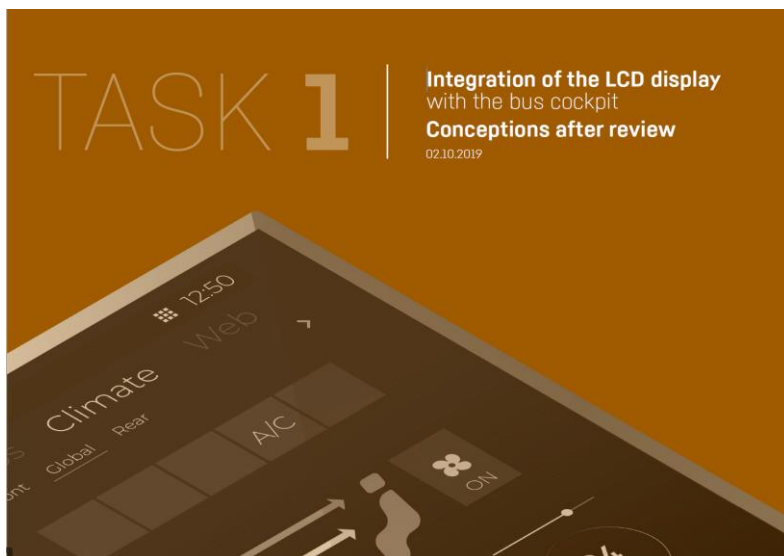 TASK 1
Integration of the LCD display
with the bus cockpit
Conceptions after review
02.10.2019
12:50
Web
Climate
Rear
Global
A/C
ON